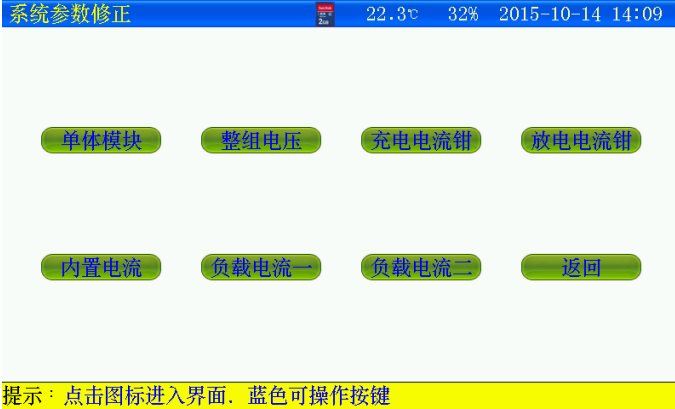 系统参数修正 22.3℃ 32% 2015-10-14 14:09
2GB
单体模块 整组电压 充电电流钳 放电电流钳
内置电流 负载电流一 负载电流二 返回
提示：点击图标进入界面．蓝色可操作按键